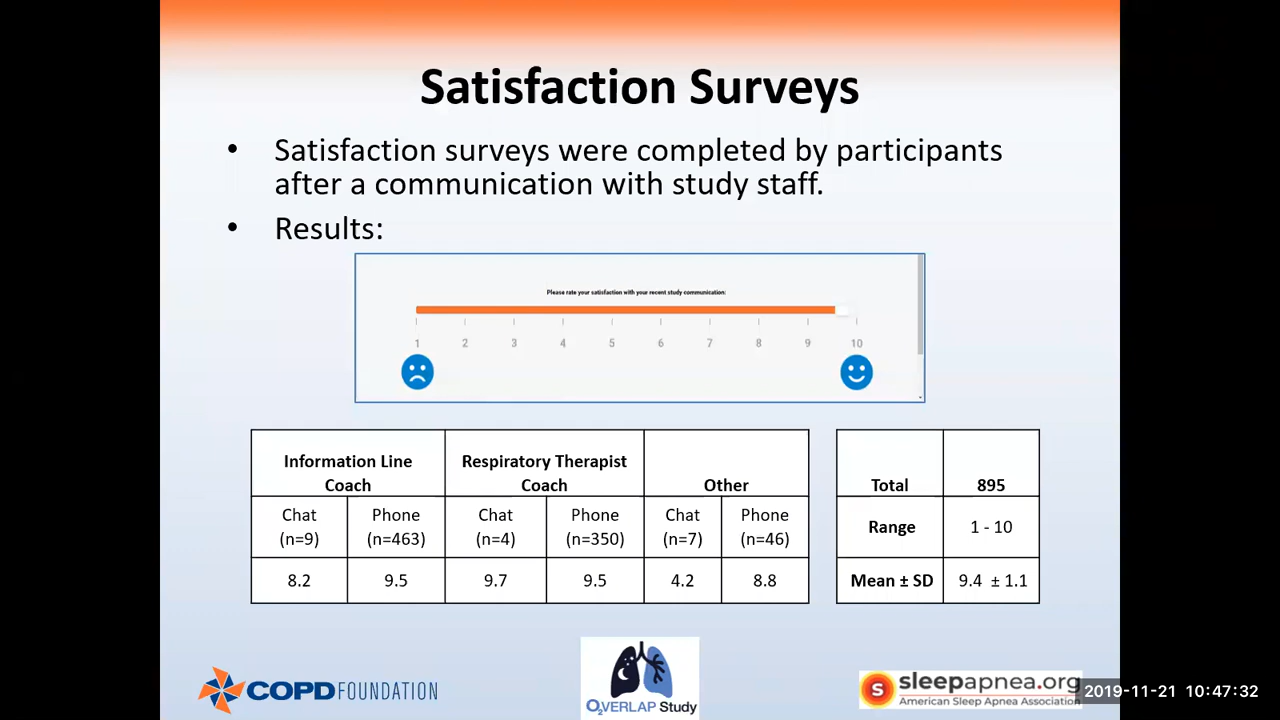 Satisfaction Surveys
• Satisfaction surveys were completed by participants
after a communication with study staff.
• Results:
Please rate your satisfaction with your recent study communication:
1 2 3 4 5 6 7 8 9 10
Information Line
Coach
Respiratory Therapist
Coach
Other
Chat
(n=9)
Phone
(n=463)
Chat
(n=4)
Phone
(n=350)
Chat
(n=7)
Phone
(n=46)
8.2 9.5 9.7 9.5 4.2 8.8
Total 895
Range 1 - 10
Mean ± SD 9.4 ± 1.1
COPD FOUNDATION
O2VERLAP Study
S sleepapnea.org
American Sleep Apnea Association
2019-11-21 10:47:32